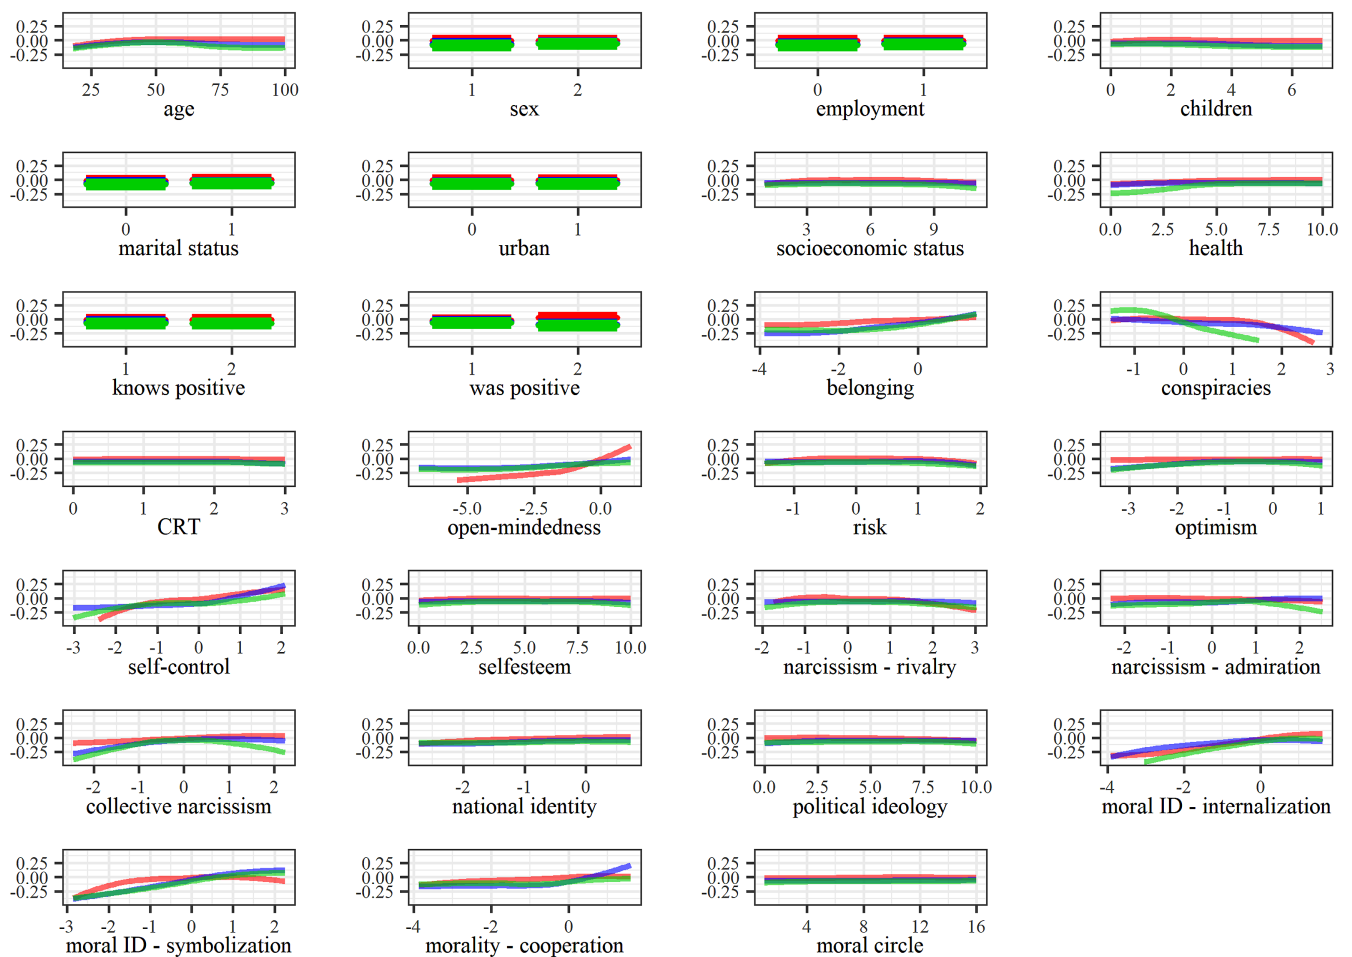 0.25 0.25 0.25 0.25
0.00 0.00 0.00 0.00
-0.25 -0.25 -0.25 -0.25
25 50 75 100 1 2 0 1 0 2 4 6
age sex employment children
0.25 0.25 0.25 0.25
0.00 0.00 0.00 0.00
-0.25 -0.25 -0.25 -0.25
0 1 0 1 3 6 9 0.0 2.5 5.0 7.5 10.0
marital status urban socioeconomic status health
0.25 0.25 0.25 0.25
0.00 0.00 0.00 0.00
-0.25 -0.25 -0.25 -0.25
1 2 1 2 -4 -2 0 -1 0 1 2 3
knows positive was positive belonging conspiracies
0.25 0.25 0.25 0.25
0.00 0.00 0.00 0.00
-0.25 -0.25 -0.25 -0.25
0 1 2 3 -5.0 -2.5 0.0 -1 0 1 2 -3 -2 -1 0 1
CRT open-mindedness risk optimism
0.25 0.25 0.25 0.25
0.00 0.00 0.00 0.00
-0.25 -0.25 -0.25 -0.25
-3 -2 -1 0 1 2 0.0 2.5 5.0 7.5 10.0 -2 -1 0 1 2 3 -2 -1 0 1 2
self-control selfesteem narcissism - rivalry narcissism - admiration
0.25 0.25 0.25 0.25
0.00 0.00 0.00 0.00
-0.25 -0.25 -0.25 -0.25
-2 -1 0 1 2 -2 -1 0 0.0 2.5 5.0 7.5 10.0 -4 -2 0
collective narcissism national identity political ideology moral ID - internalization
0.25 0.25 0.25
0.00 0.00 0.00
-0.25 -0.25 -0.25
-3 -2 -1 0 1 2 -4 -2 0 4 8 12 16
moral ID - symbolization morality - cooperation moral circle